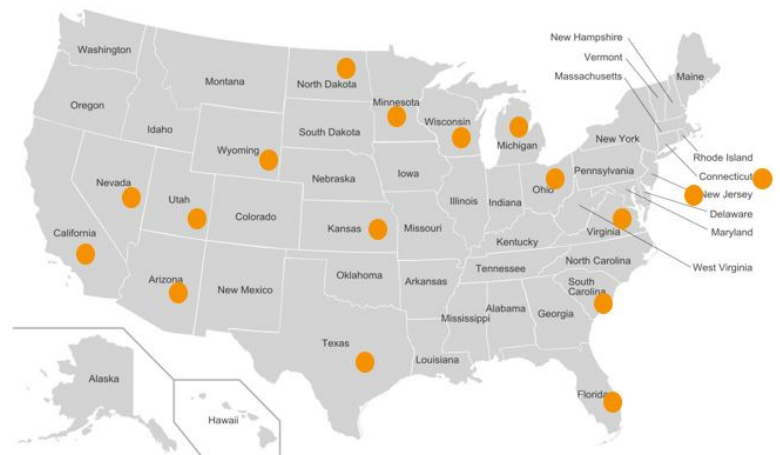 New Hampshire
Washington
Vermont
Montana
North Dakota
Massachusetts
Maine
Minnesota
Oregon
Wisconsin
Idaho
South Dakota
New York
Michigan
Wyoming
Rhode Island
Iowa
Pennsylvania
Connecticut
Nebraska
Nevada
Ohio
New Jersey
Utah
Illinois
Indiana
Colorado
Delaware
California
Kansas
Missouri
Virginia
Maryland
Kentucky
West Virginia
Arizona
Oklahoma
Tennessee
North Carolina
New Mexico
Arkansas
South
Carolina
Alabama
Mississippi
Georgia
Texas
Louisiana
Alaska
Florida
Hawaii